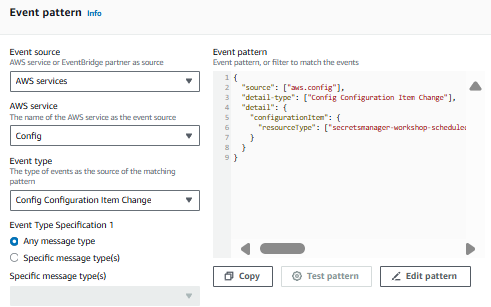 Event pattern Info
Event source
AWS service or EventBridge partner as source
AWS services
AWS service
The name of the AWS service as the event source
Config
Event type
The type of events as the source of the matching
pattern
Config Configuration Item Change
Event Type Specification 1
Any message type
Specific message type(s)
Specific message type(s)
Event pattern
Event pattern, or filter to match the events
1 {
2 "source": ["aws.config"],
3 "detail-type": ["Config Configuration Item Change"],
4 "detail": {
5 "configurationItem": {
6 "resourceType": ["secretsmanager-workshop-scheduled
7 }
8 }
9 }
Copy
Test pattern
Edit pattern